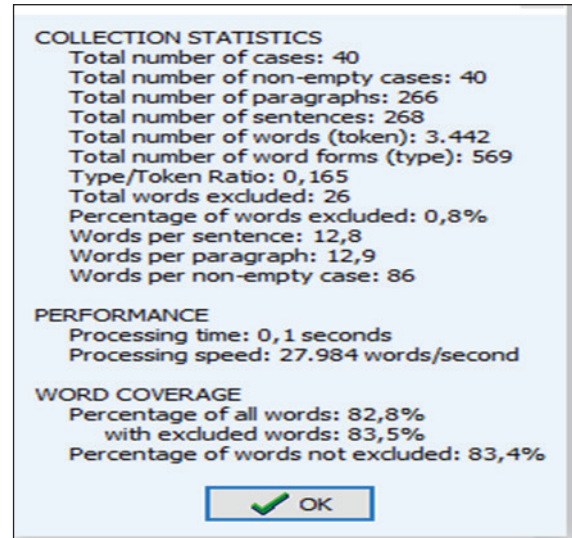 COLLECTION STATISTICS
Total number of cases: 40
Total number of non-empty cases: 40
Total number of paragraphs: 266
Total number of sentences: 268
Total number of words (token): 3.442
Total number of word forms (type): 569
Type/Token Ratio: 0,165
Total words excluded: 26
Percentage of words excluded: 0,8%
Words per sentence: 12,8
Words per paragraph: 12,9
Words per non-empty case: 86
PERFORMANCE
Processing time: 0,1 seconds
Processing speed: 27.984 words/second
WORD COVERAGE
Percentage of all words: 82,8%
with excluded words: 83,5%
Percentage of words not excluded: 83,4%
OK